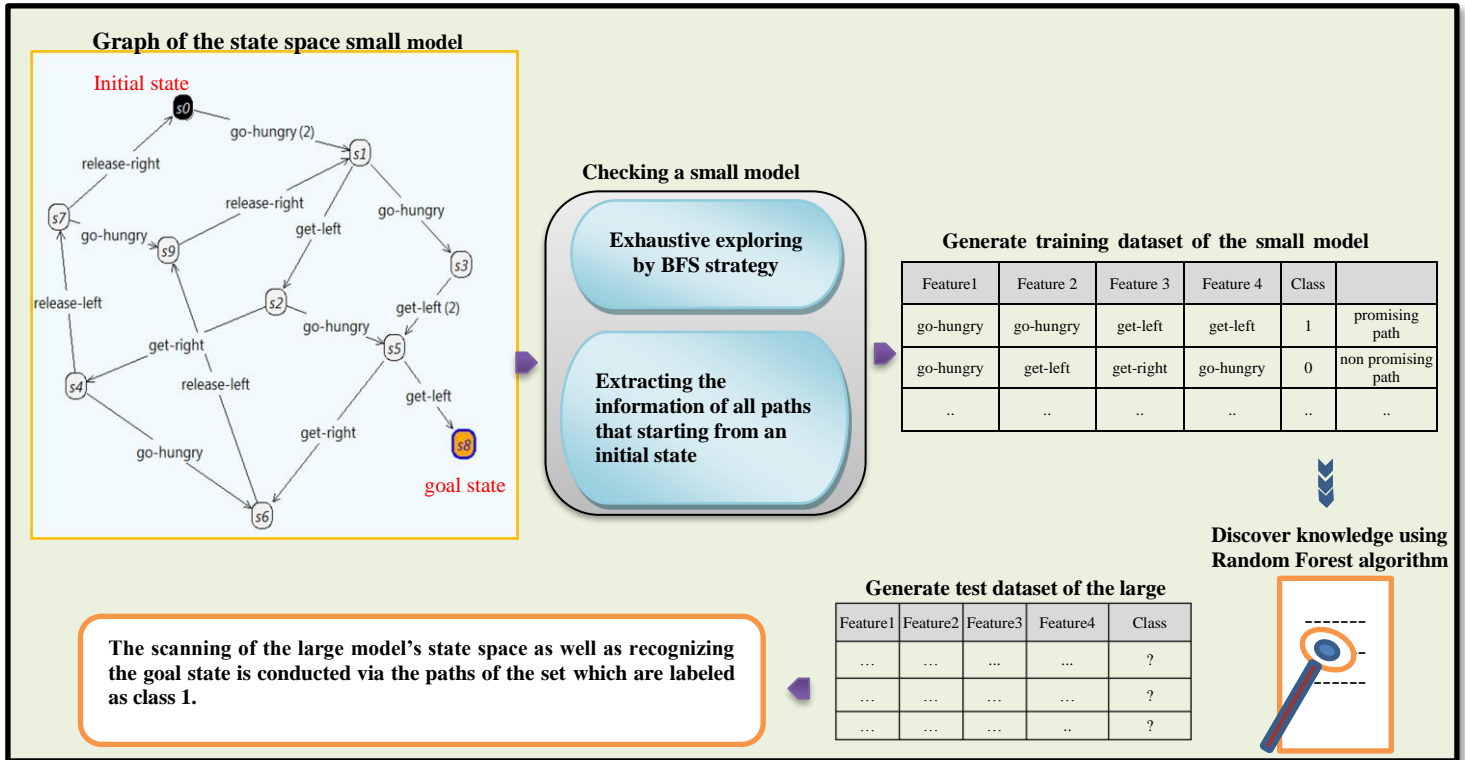 Graph of the state space small model
Initial state
s0
go-hungry (2)
s1
release-right
release-right
go-hungry
s7
go-hungry
s9
get-left
s3
s2
release-left
get-left (2)
go-hungry
s5
get-right
s4
release-left
get-left
get-right
s8
go-hungry
goal state
s6
Checking a small model
Exhaustive exploring
by BFS strategy
Extracting the
information of all paths
that starting from an
initial state
Generate training dataset of the small model
Feature1 Feature 2 Feature 3 Feature 4 Class
go-hungry go-hungry get-left get-left 1 promising
path
go-hungry get-left get-right go-hungry 0 non promising
path
.. .. .. .. .. ..
Discover knowledge using
Random Forest algorithm
Generate test dataset of the large
Feature1 Feature2 Feature3 Feature4 Class
… … ... ... ?
… … … … ?
… … … .. ?
The scanning of the large model’s state space as well as recognizing
the goal state is conducted via the paths of the set which are labeled
as class 1.